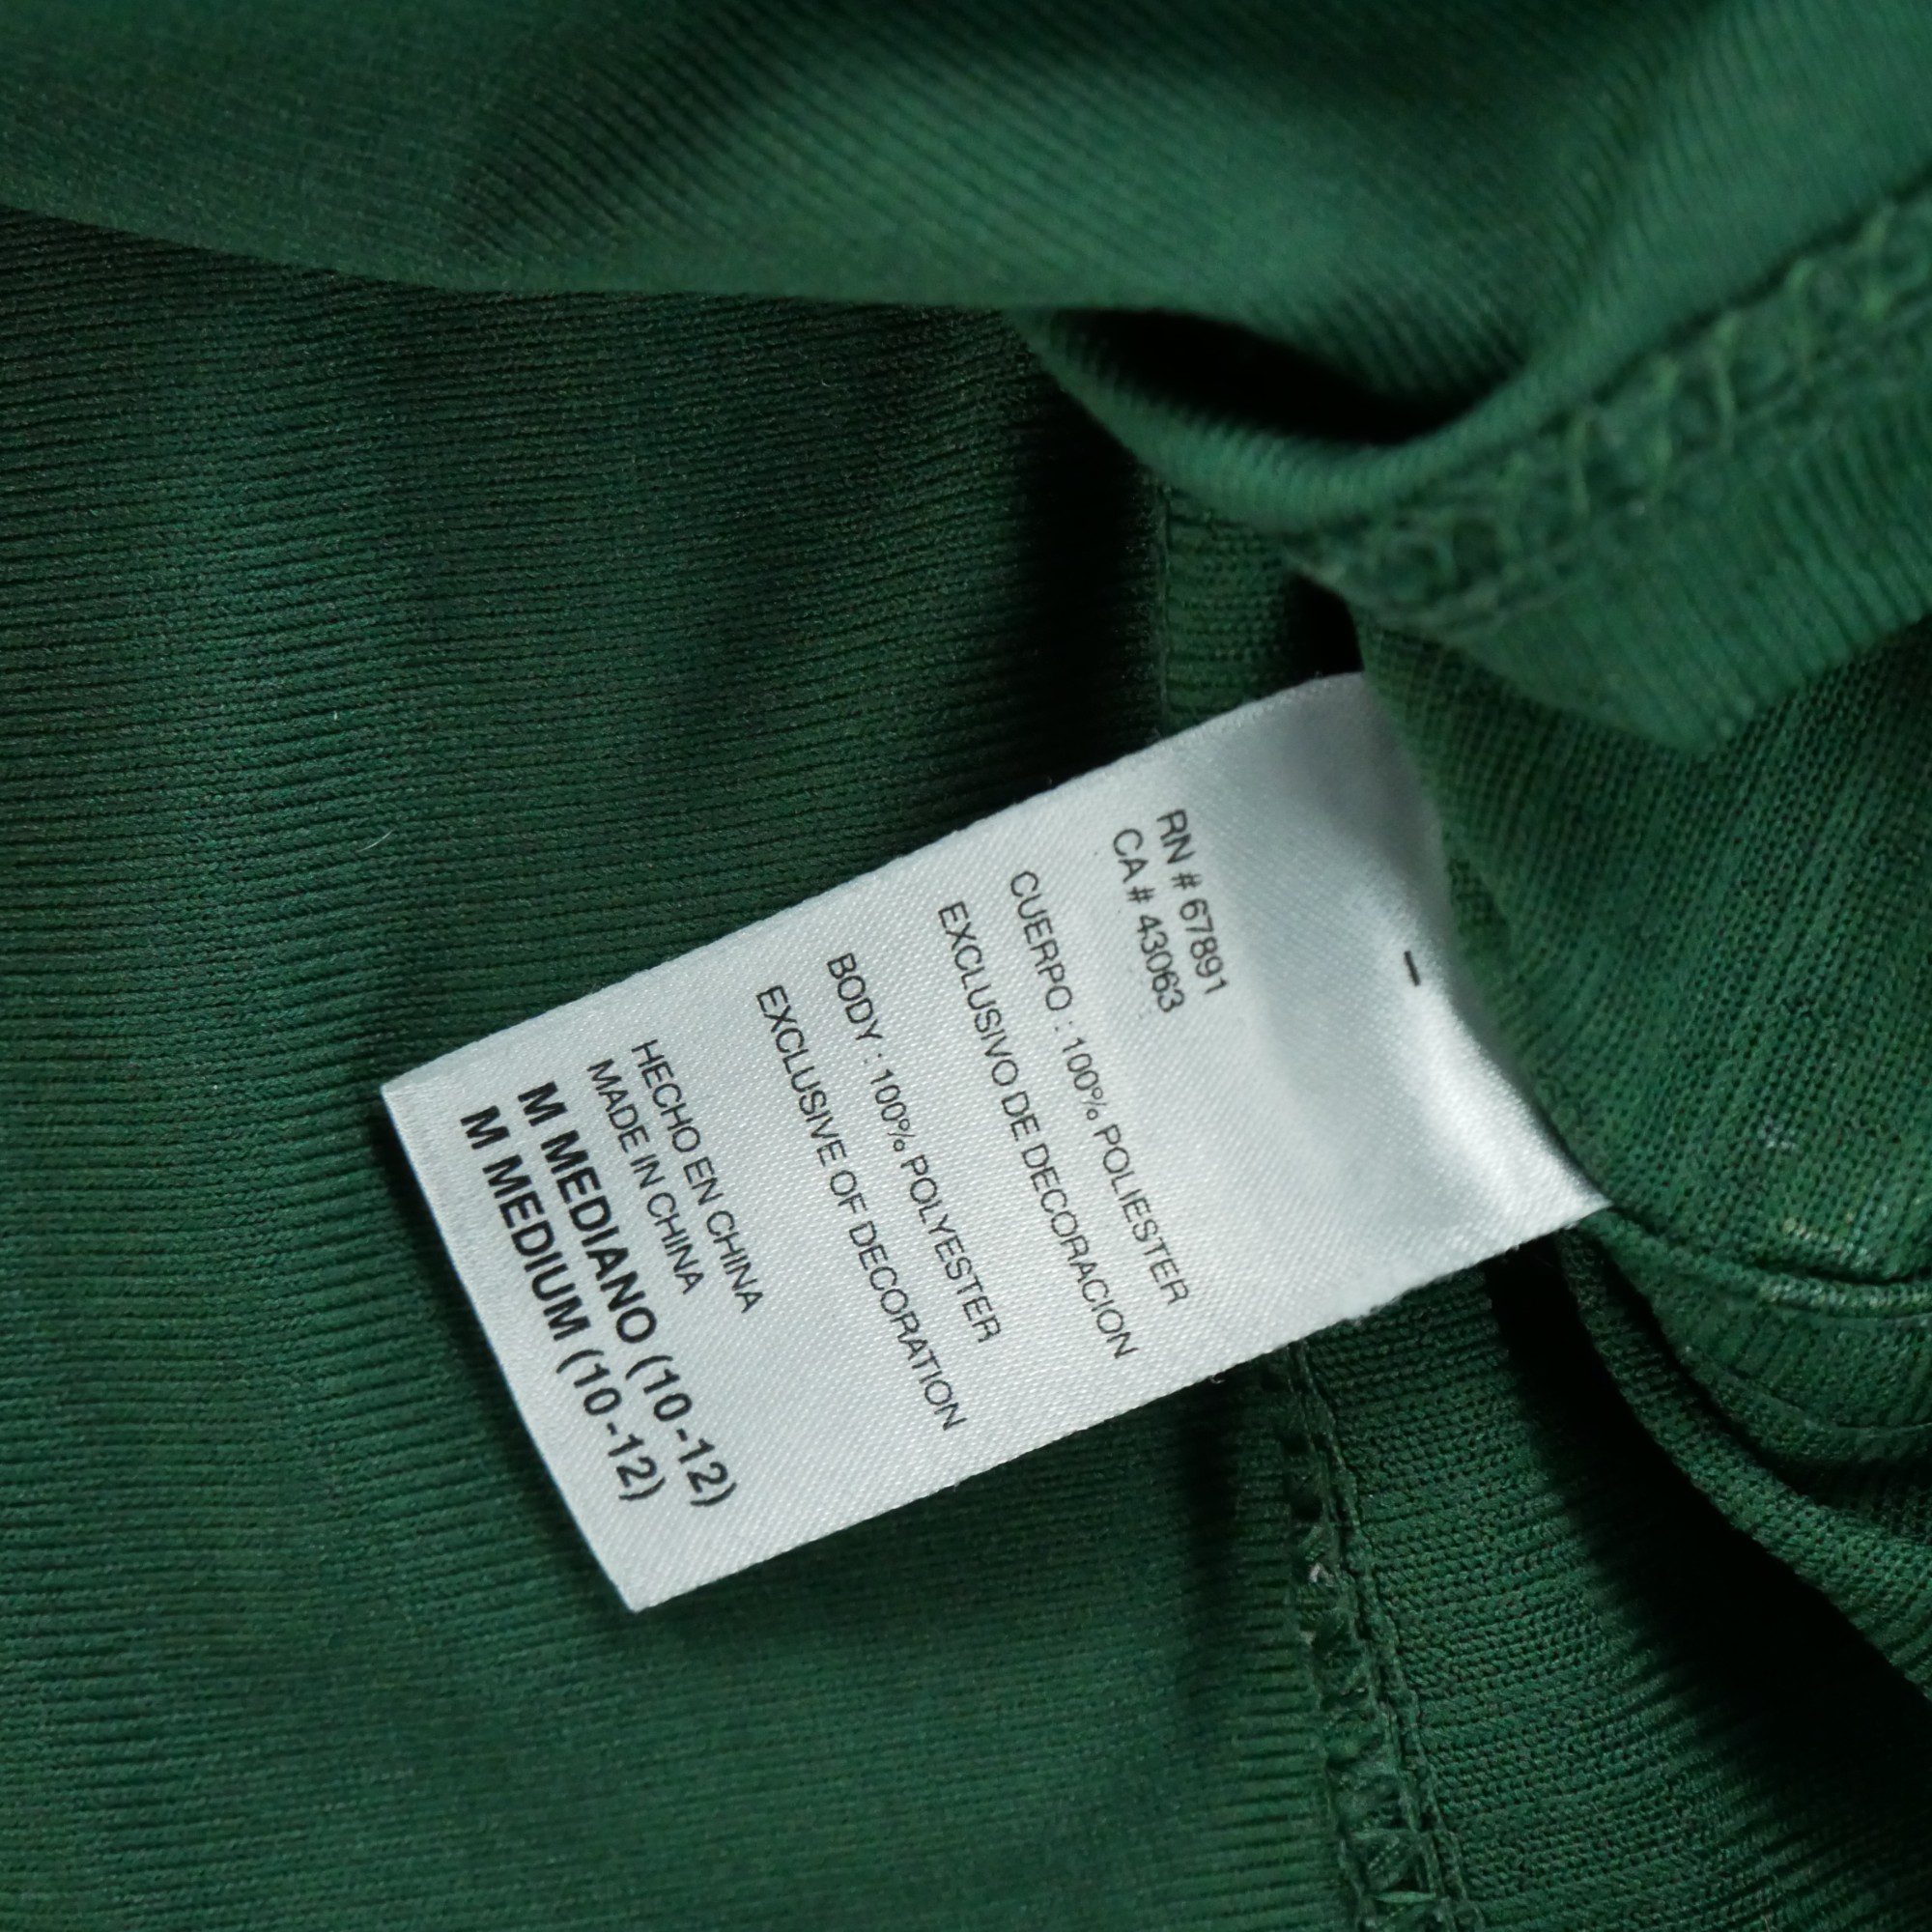 RN # 67891
CA # 43063
CUERPO : 100% POLIESTER
EXCLUSIVO DE DECORACION
BODY : 100% POLYESTER
EXCLUSIVE OF DECORATION
HECHO EN CHINA
MADE IN CHINA
M MEDIANO (10-12)
M MEDIUM (10-12)